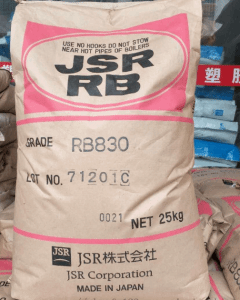 USE NO HOOKS DO NOT STOW
NEAR HOT PIPES OF BOILERS
JSR
RB
塑
GRADE RB830
LOT NO. 71201C
0021 NET 25kg
JSR JSR株式会社
JSR Corporation
MADE IN JAPAN